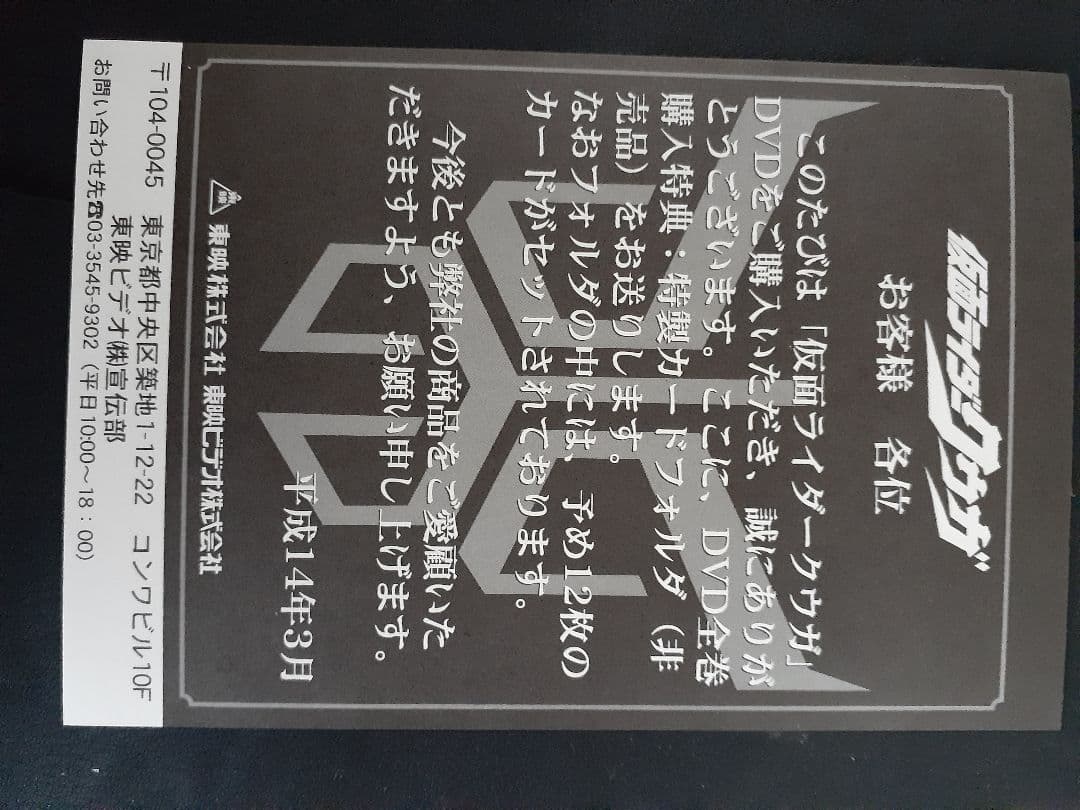 仮面ライダークウガ
お客様　各位
このたびは「仮面ライダークウガ」
DVDをご購入いただき、誠にありが
とうございます。ここに、DVD全巻
購入特典：特製カードフォルダ（非
売品）をお送りします。
なおフォルダの中には、予め12枚の
カードがセットされております。
今後とも弊社の商品をご愛顧いた
だきますよう、お願い申し上げます。
平成14年3月
東映
東映株式会社 東映ビデオ株式会社
〒104-0045　東京都中央区築地1-12-22　コンワビル10F
東映ビデオ㈱宣伝部
お問い合わせ先☎03-3545-9302（平日10:00～18：00）